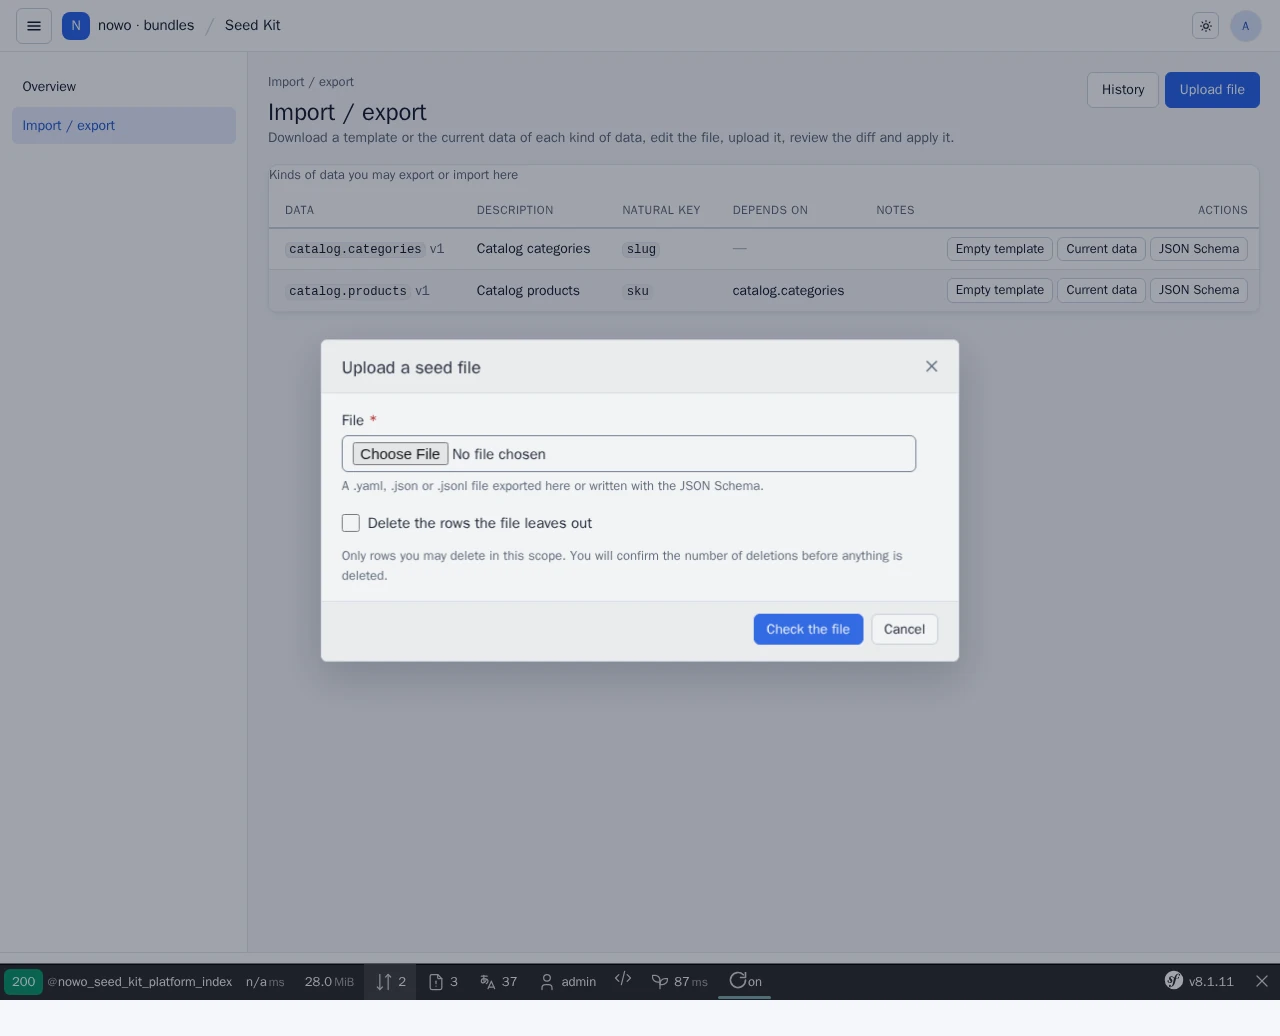 N nowo · bundles / Seed Kit A
Overview
Import / export
Import / export
Import / export
Download a template or the current data of each kind of data, edit the file, upload it, review the diff and apply it.
History Upload file
Kinds of data you may export or import here
DATA DESCRIPTION NATURAL KEY DEPENDS ON NOTES ACTIONS
catalog.categories v1 Catalog categories slug — Empty template Current data JSON Schema
catalog.products v1 Catalog products sku catalog.categories Empty template Current data JSON Schema
Upload a seed file
File *
Choose File No file chosen
A .yaml, .json or .jsonl file exported here or written with the JSON Schema.
Delete the rows the file leaves out
Only rows you may delete in this scope. You will confirm the number of deletions before anything is
deleted.
Check the file Cancel
200 @nowo_seed_kit_platform_index n/a ms 28.0 MiB 2 3 37 admin </> 87 ms on sf v8.1.11